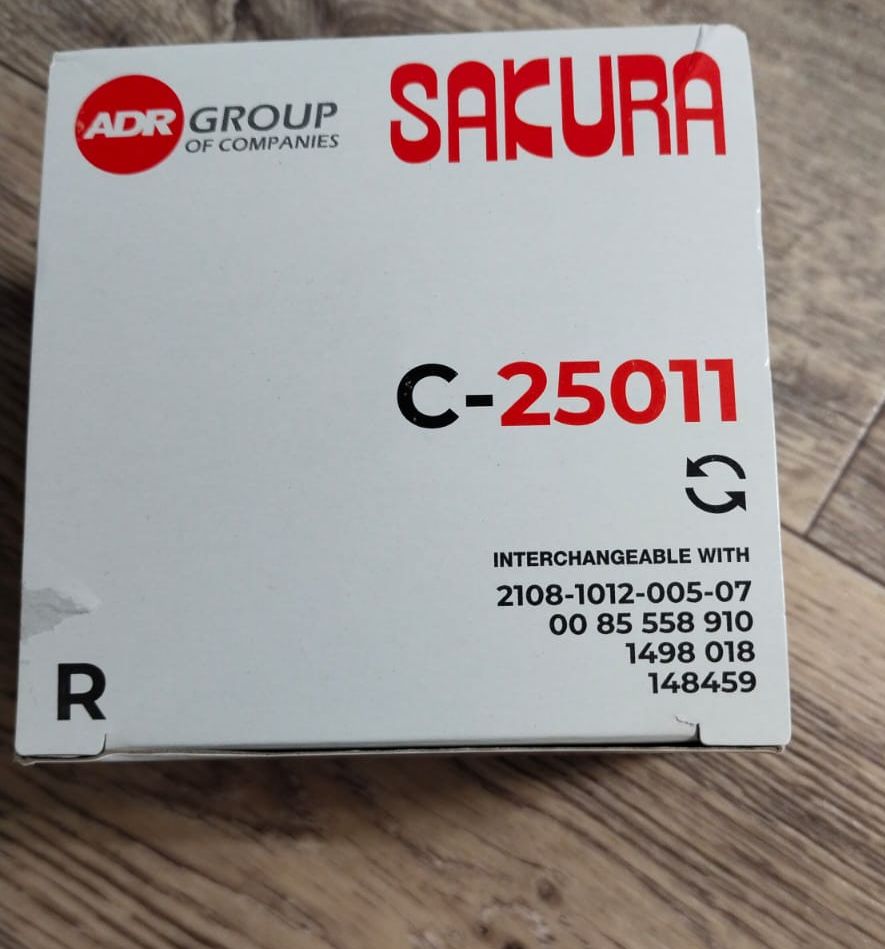 ADR GROUP
OF COMPANIES
SAKURA
C-25011
INTERCHANGEABLE WITH
2108-1012-005-07
00 85 558 910
1498 018
148459
R